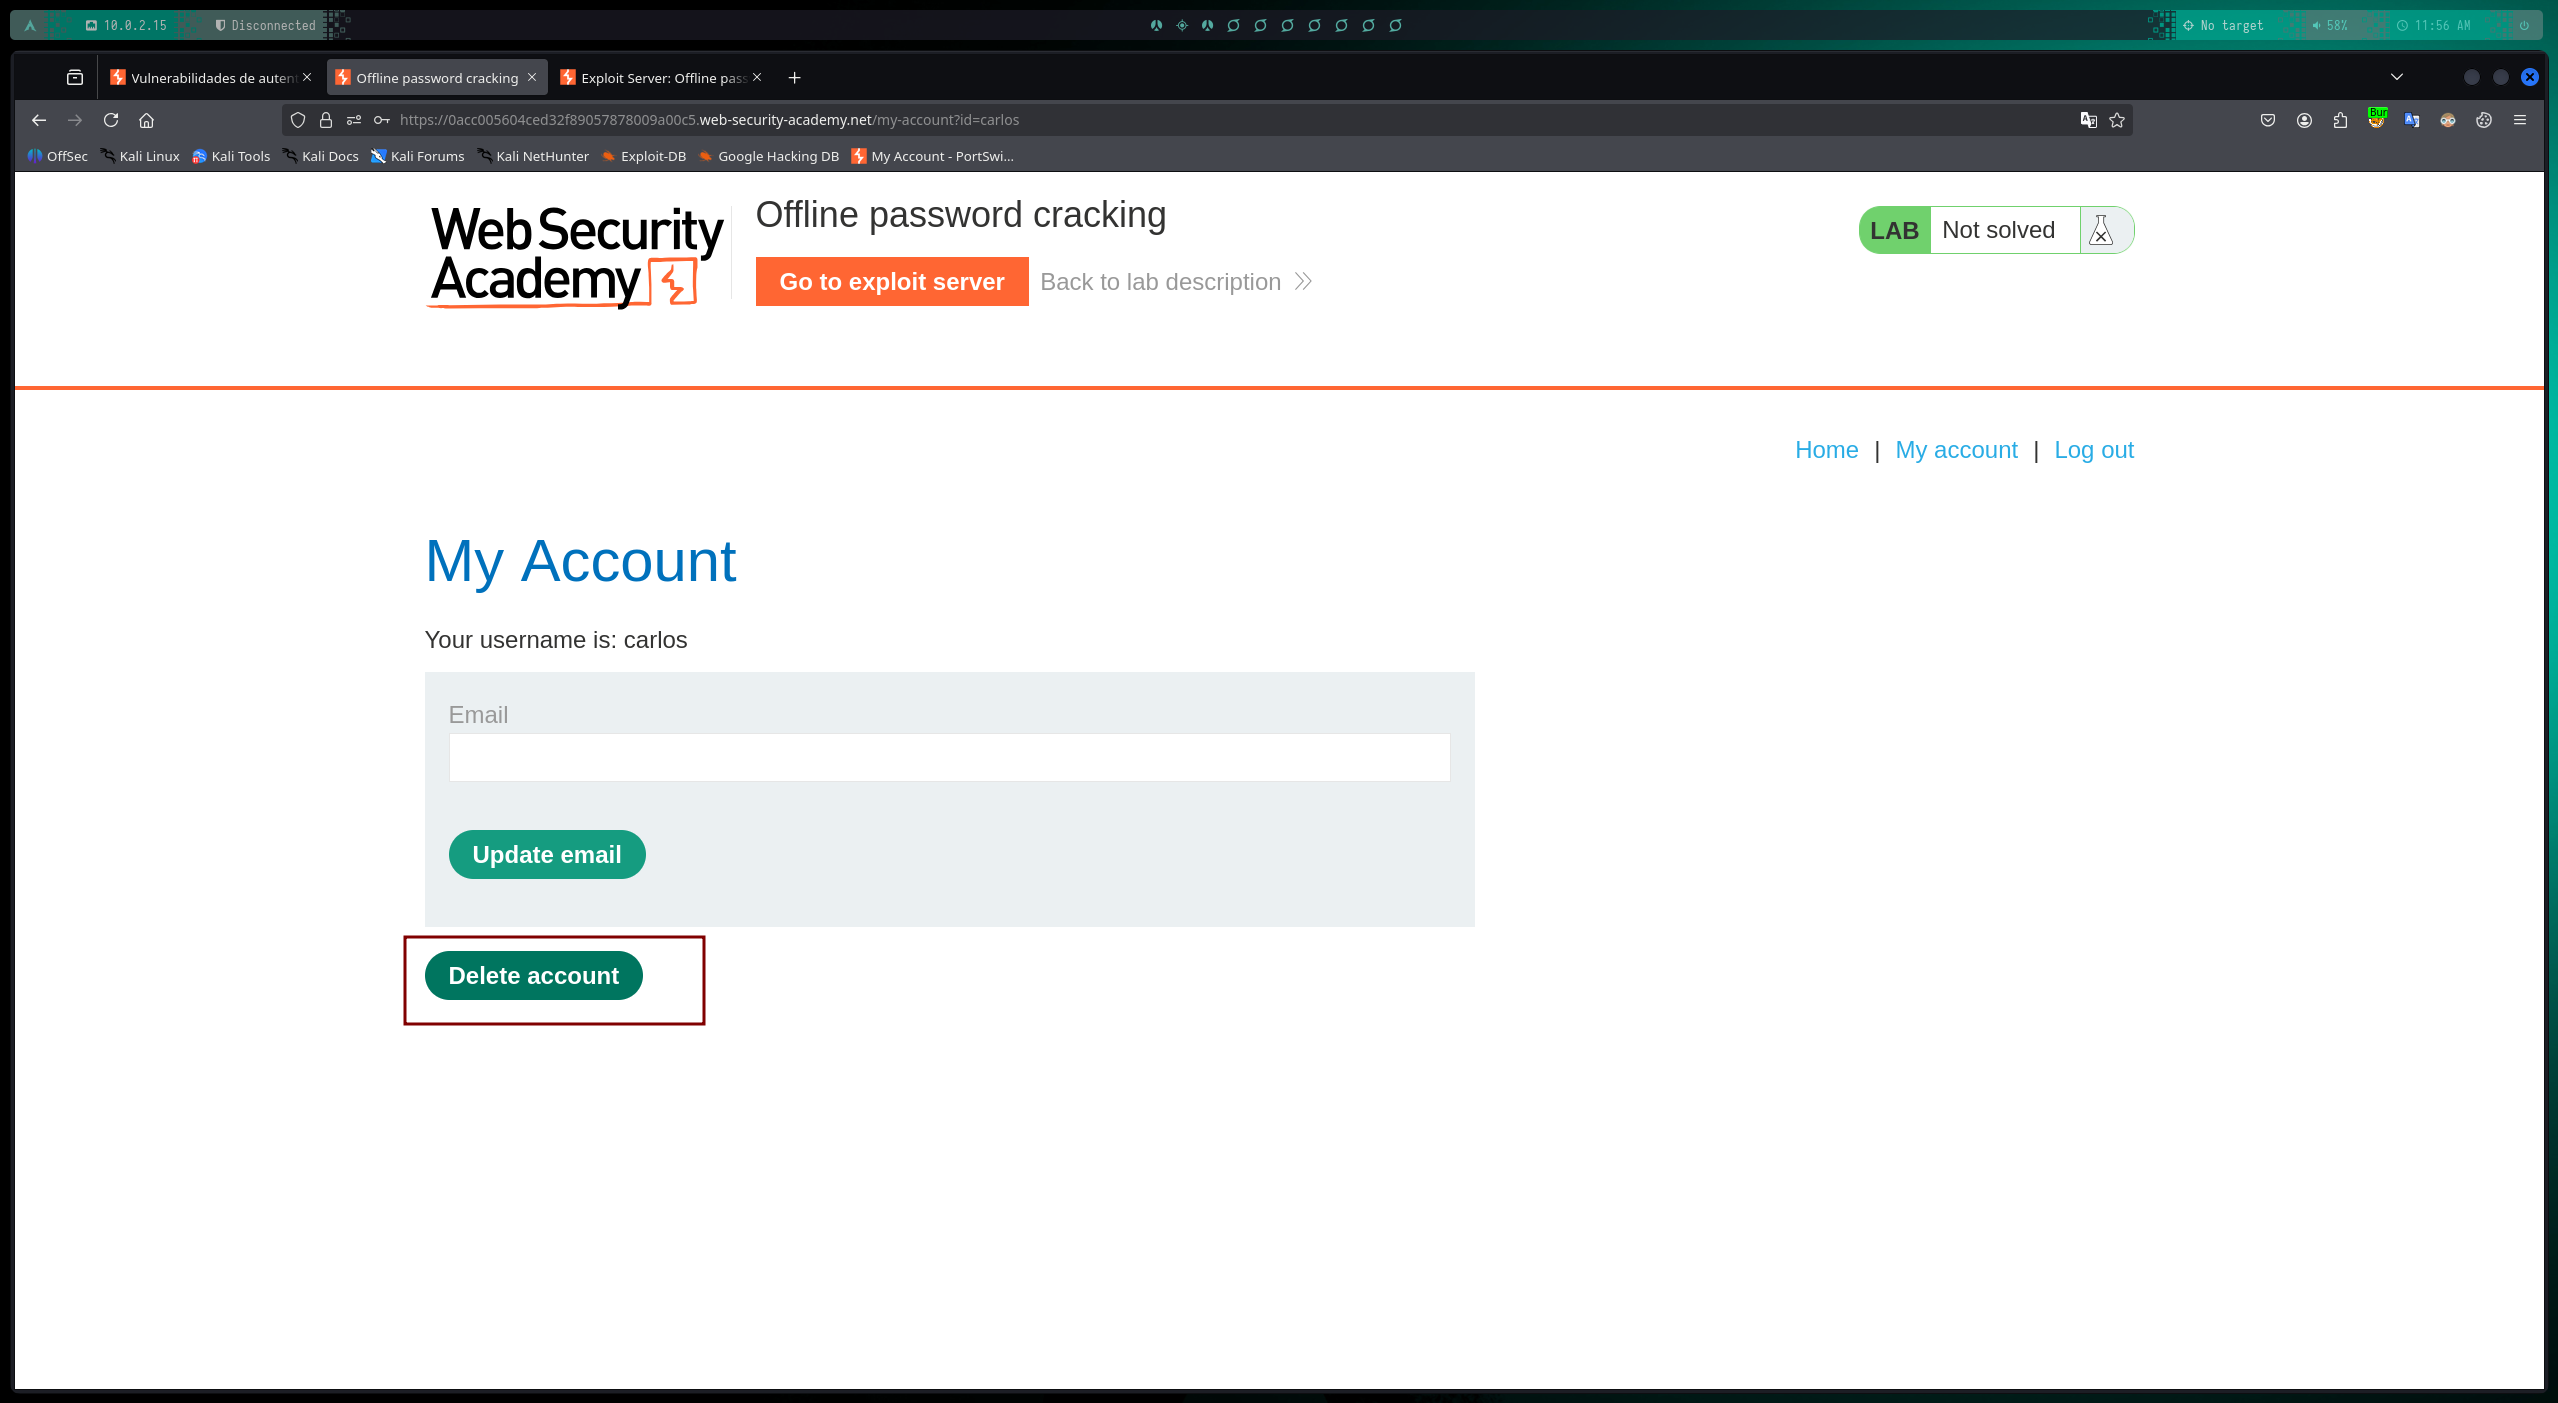 10.0.2.15 Disconnected No target 58% 11:56 AM
Vulnerabilidades de autent Offline password cracking Exploit Server: Offline pass
https://0acc005604ced32f89057878009a00c5.web-security-academy.net/my-account?id=carlos
Bur
OffSec Kali Linux Kali Tools Kali Docs Kali Forums Kali NetHunter Exploit-DB Google Hacking DB My Account - PortSwi...
Web Security
Academy
Offline password cracking
Go to exploit server Back to lab description
LAB Not solved
Home | My account | Log out
My Account
Your username is: carlos
Email
Update email
Delete account